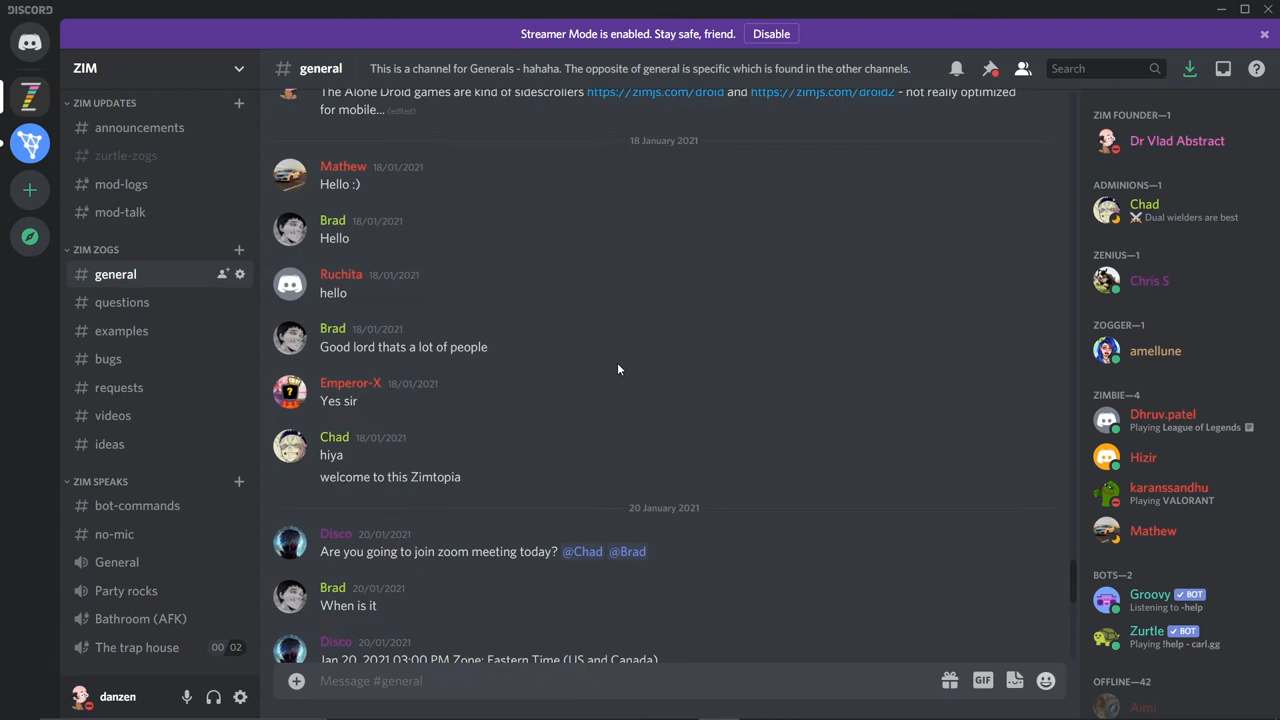 DISCORD
Streamer Mode is enabled. Stay safe, friend. Disable
ZIM
general
This is a channel for Generals - hahaha. The opposite of general is specific which is found in the other channels.
Search
ZIM UPDATES
announcements
zurtle-zogs
mod-logs
mod-talk
ZIM ZOGS
general
questions
examples
bugs
requests
videos
ideas
ZIM SPEAKS
bot-commands
no-mic
General
Party rocks
Bathroom (AFK)
The trap house 00 02
danzen
The Alone Droid games are kind of sidescrollers https://zimjs.com/droid and https://zimjs.com/droid2 - not really optimized
for mobile... (edited)
18 January 2021
Mathew 18/01/2021
Hello :)
Brad 18/01/2021
Hello
Ruchita 18/01/2021
hello
Brad 18/01/2021
Good lord thats a lot of people
Emperor-X 18/01/2021
Yes sir
Chad 18/01/2021
hiya
welcome to this Zimtopia
20 January 2021
Disco 20/01/2021
Are you going to join zoom meeting today? @Chad @Brad
Brad 20/01/2021
When is it
Disco 20/01/2021
Jan 20, 2021 03:00 PM Zone: Eastern Time (US and Canada)
Message #general
GIF
ZIM FOUNDER—1
Dr Vlad Abstract
ADMINIONS—1
Chad
Dual wielders are best
ZENIUS—1
Chris S
ZOGGER—1
amellune
ZIMBIE—4
Dhruv.patel
Playing League of Legends
Hizir
karanssandhu
Playing VALORANT
Mathew
BOTS—2
Groovy ✓ BOT
Listening to -help
Zurtle ✓ BOT
Playing !help - carl.gg
OFFLINE—42
Aimi